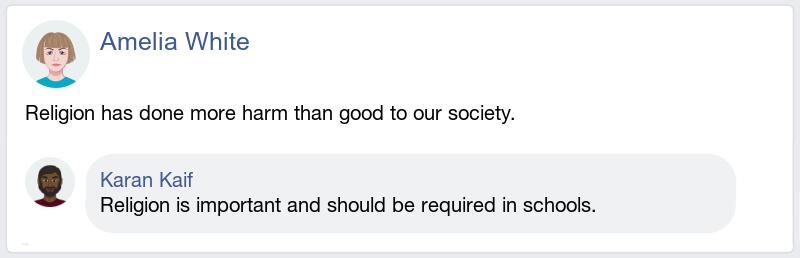 Amelia White
Religion has done more harm than good to our society.
Karan Kaif
Religion is important and should be required in schools.